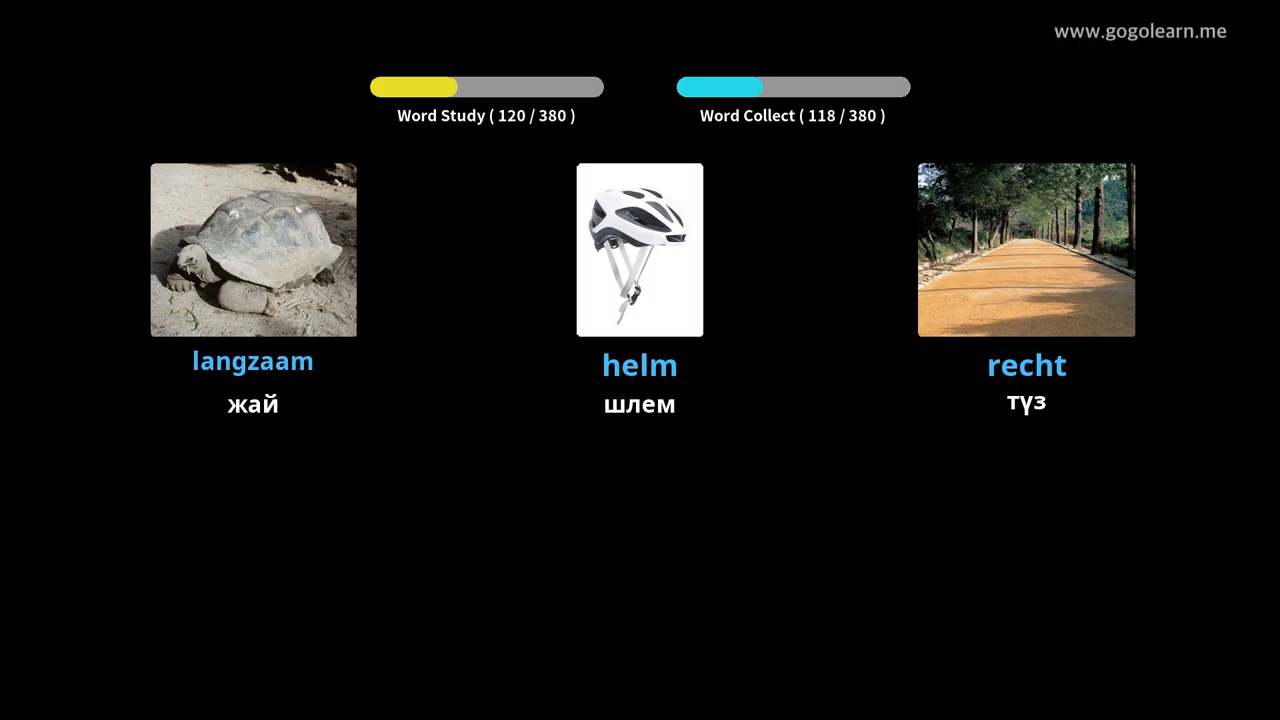 www.gogolearn.me
Word Study ( 120 / 380 )
Word Collect ( 118 / 380 )
langzaam
helm
recht
жай
шлем
түз